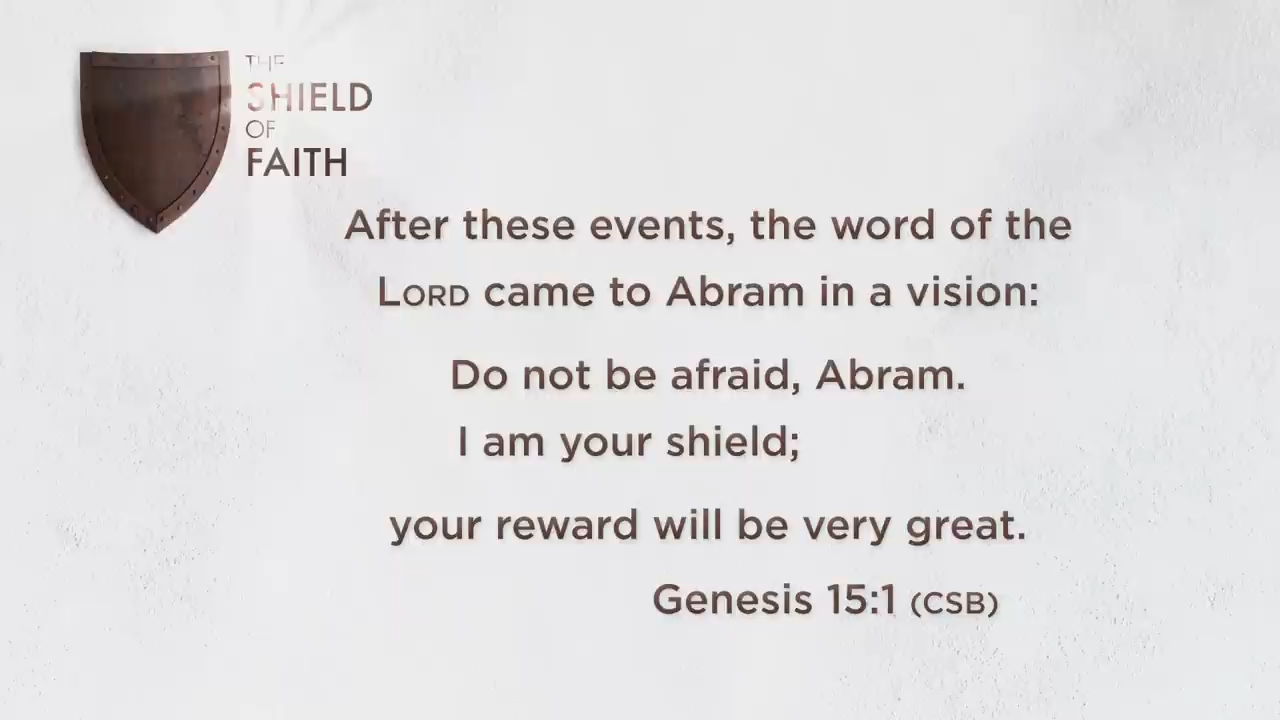 THE
SHIELD
OF
FAITH
After these events, the word of the
LORD came to Abram in a vision:
Do not be afraid, Abram.
I am your shield;
your reward will be very great.
Genesis 15:1 (CSB)